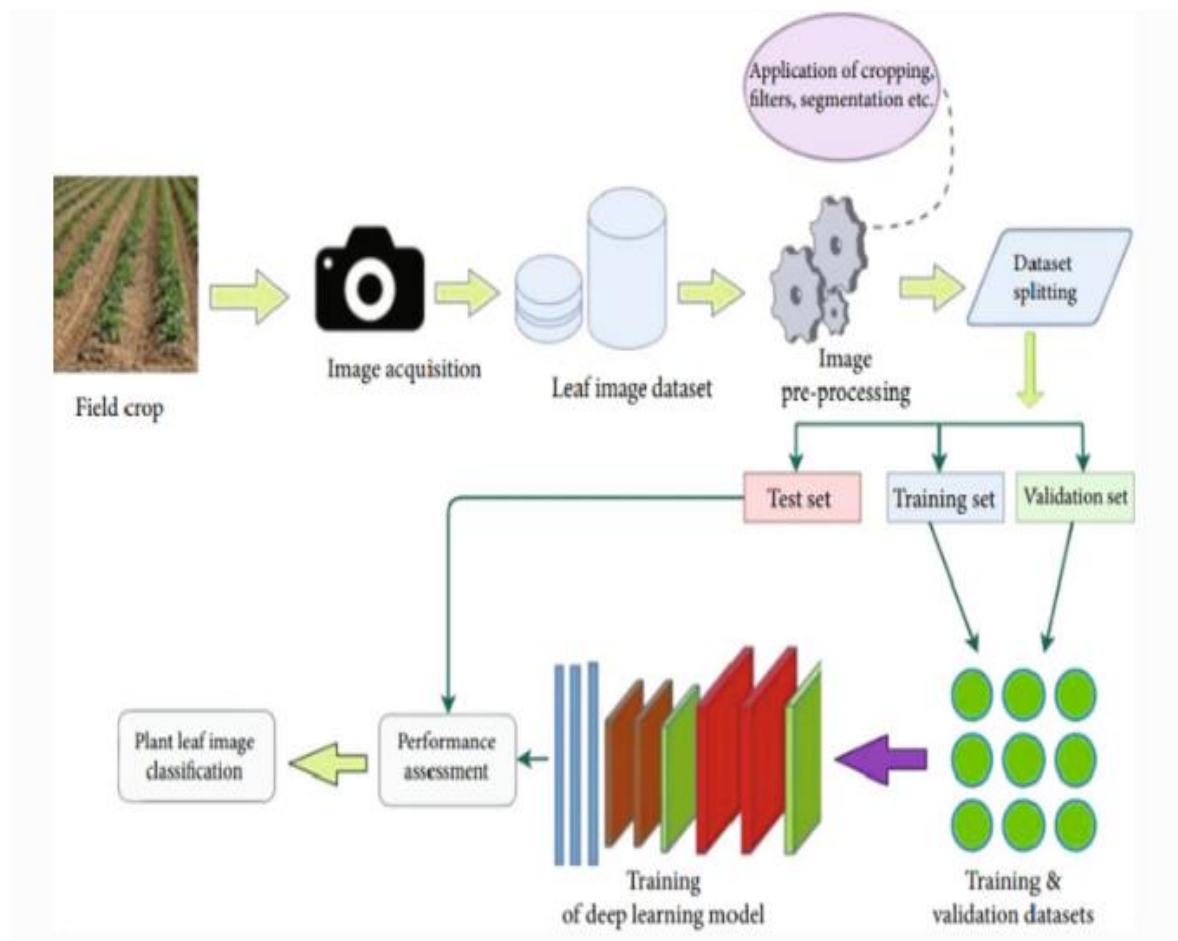 Application of cropping,
filters, segmentation etc.
Field crop
Image acquisition
Leaf image dataset
Image
pre-processing
Dataset
splitting
Test set
Training set
Validation set
Plant leaf image
classification
Performance
assessment
Training
of deep learning model
Training &
validation datasets